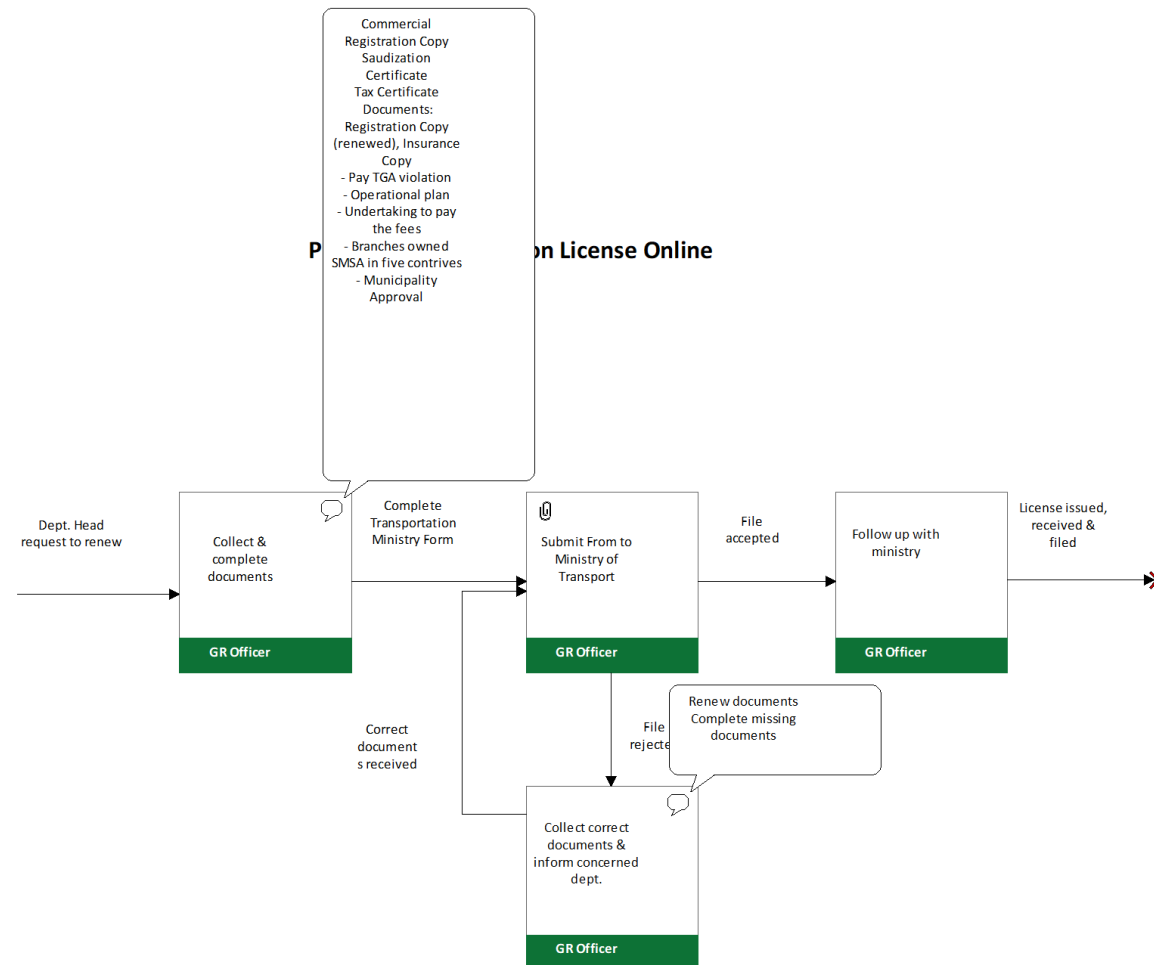 Commercial
Registration Copy
Saudization
Certificate
Tax Certificate
Documents:
Registration Copy
(renewed), Insurance
Copy
- Pay TGA violation
- Operational plan
- Undertaking to pay
the fees
- Branches owned
SMSA in five contrives
- Municipality
Approval
License Online
Dept. Head
request to renew
Collect &
complete
documents
GR Officer
Complete
Transportation
Ministry Form
Submit From to
Ministry of
Transport
GR Officer
File
accepted
Follow up with
ministry
GR Officer
License issued,
received &
filed
Correct
document
s received
File
rejecte
Renew documents
Complete missing
documents
Collect correct
documents &
inform concerned
dept.
GR Officer